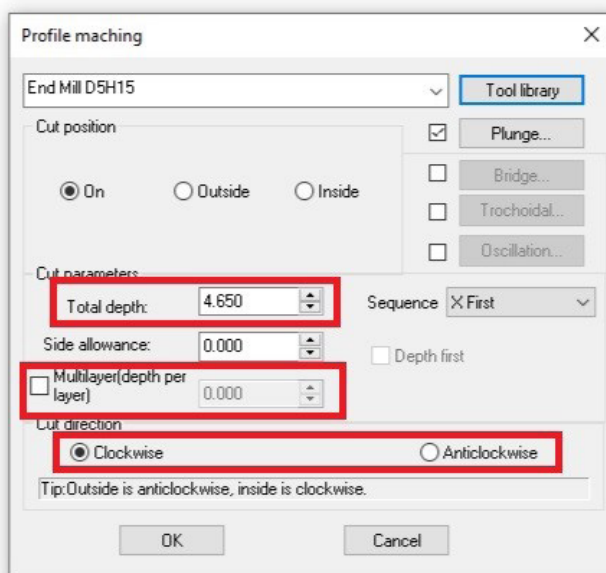 Profile maching
End Mill D5H15
Tool library
Cut position
Plunge...
On
Outside
Inside
Bridge...
Trochoidal...
Oscillation...
Cut parameters
Total depth:
4.650
Sequence
X First
Side allowance:
0.000
Depth first
Multilayer(depth per
layer)
0.000
Cut direction
Clockwise
Anticlockwise
Tip:Outside is anticlockwise, inside is clockwise.
OK
Cancel